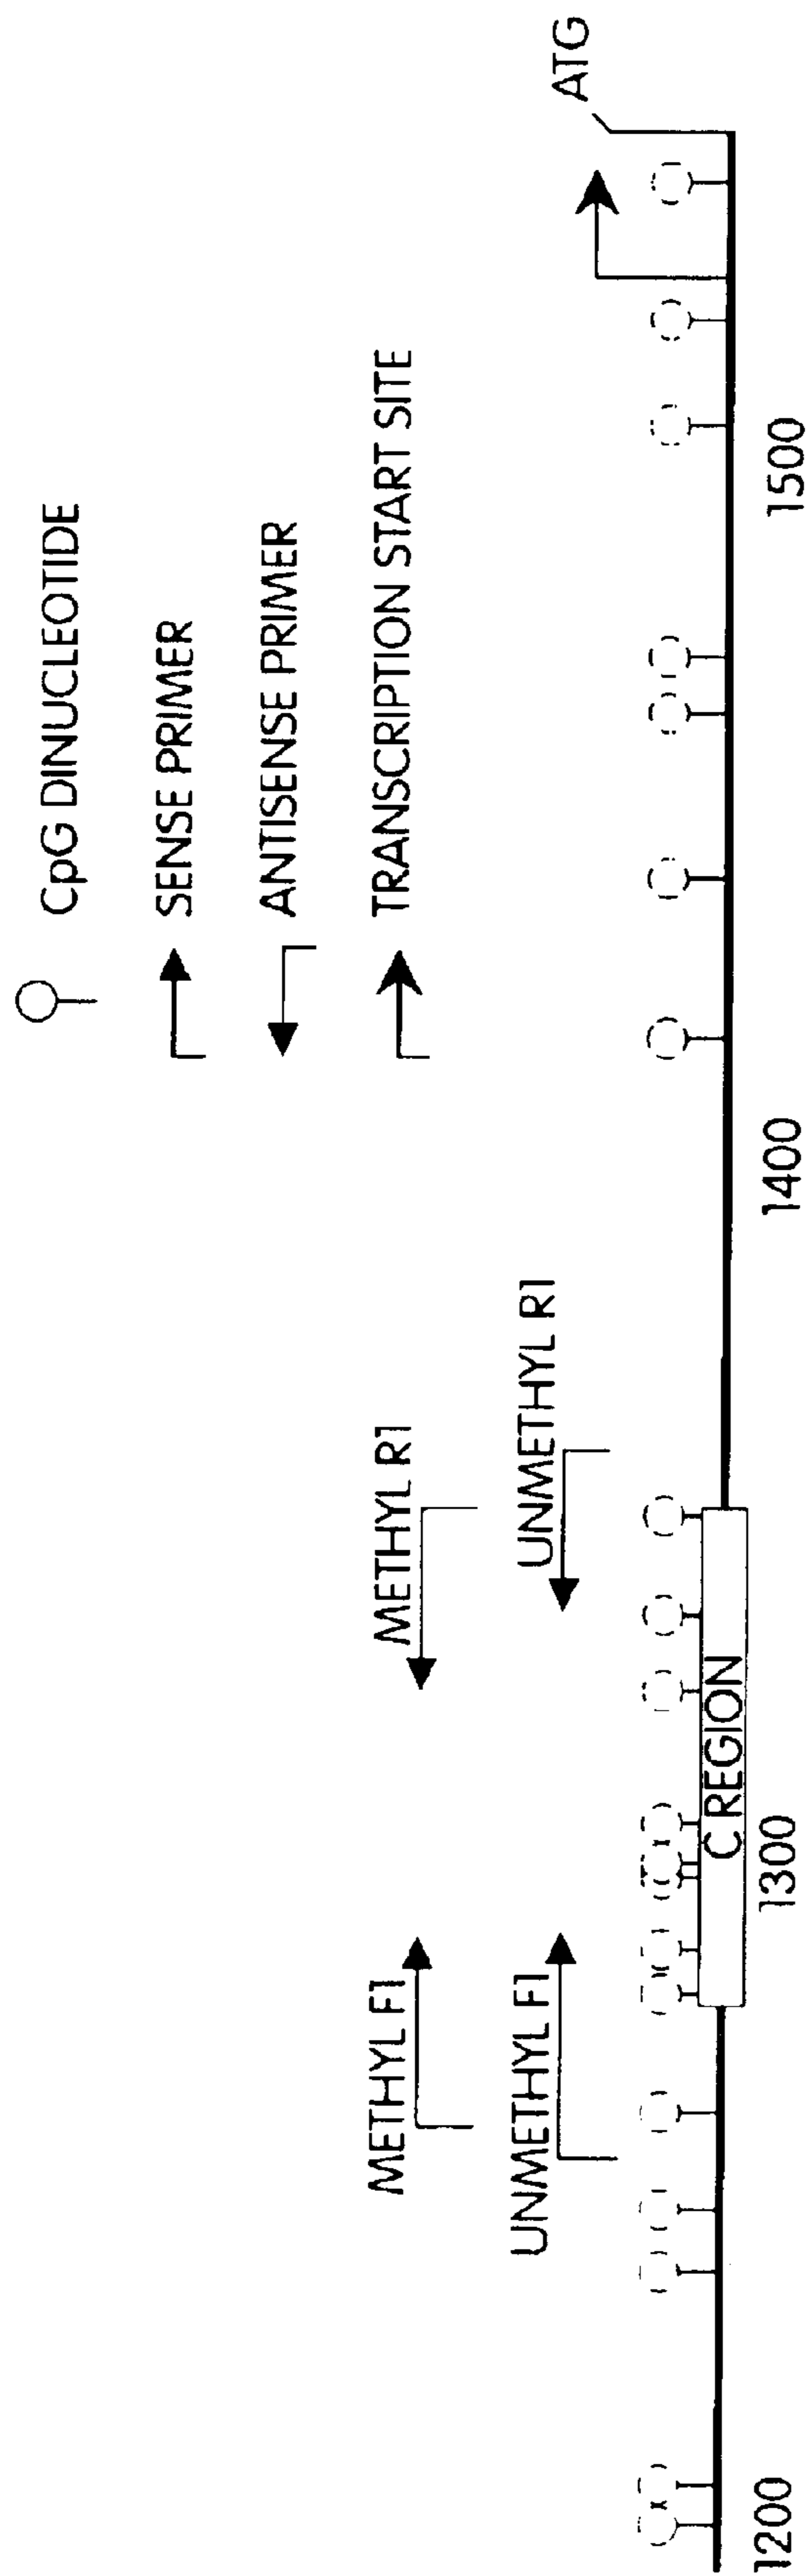 CpG DINUCLEOTIDE
SENSE PRIMER
ANTISENSE PRIMER
TRANSCRIPTION START SITE
METHYL F1
METHYL R1
UNMETHYL F1
UNMETHYL R1
ATG
C REGION
1200
1300
1400
1500